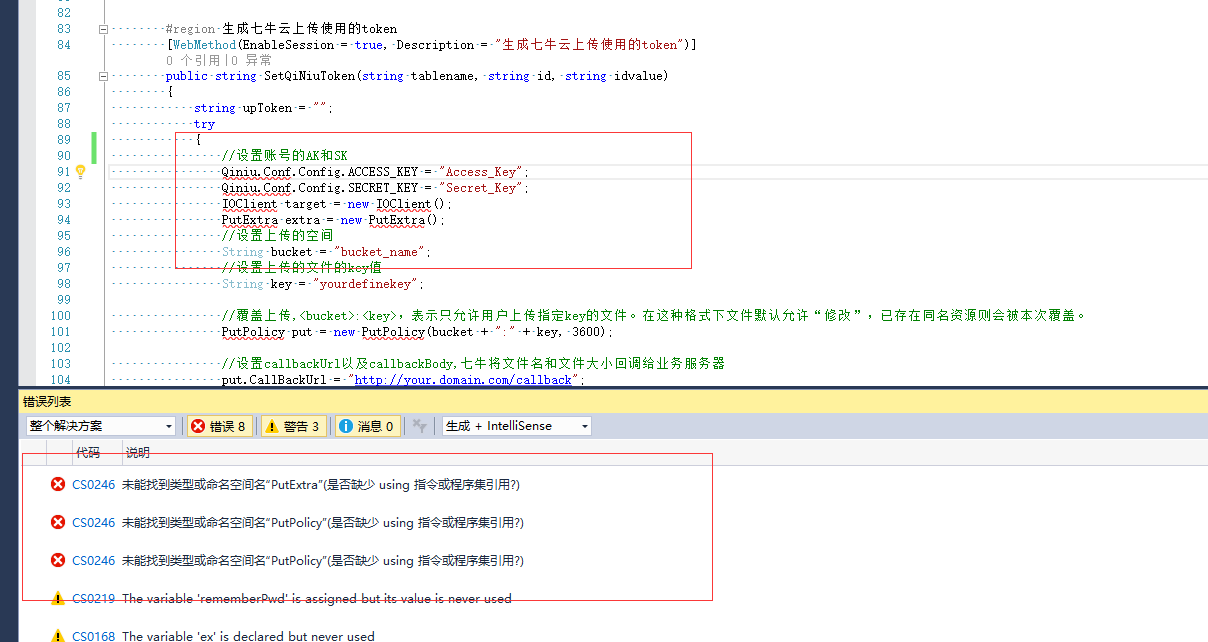 82
83 #region 生成七牛云上传使用的token
84 [WebMethod(EnableSession = true, Description = "生成七牛云上传使用的token")]
0 个引用|0 异常
85 public string SetQiNiuToken(string tablename, string id, string idvalue)
86 {
87 string upToken = "";
88 try
89 {
90 //设置账号的AK和SK
91 Qiniu.Conf.Config.ACCESS_KEY = "Access_Key";
92 Qiniu.Conf.Config.SECRET_KEY = "Secret_Key";
93 IOClient target = new IOClient();
94 PutExtra extra = new PutExtra();
95 //设置上传的空间
96 String bucket = "bucket_name";
97 //设置上传的文件的key值
98 String key = "yourdefinekey";
99
100 //覆盖上传,<bucket>:<key>，表示只允许用户上传指定key的文件。在这种格式下文件默认允许“修改”，已存在同名资源则会被本次覆盖。
101 PutPolicy put = new PutPolicy(bucket + ":" + key, 3600);
102
103 //设置callbackUrl以及callbackBody,七牛将文件名和文件大小回调给业务服务器
104 put.CallBackUrl = "http://your.domain.com/callback";
错误列表
整个解决方案 错误 8 警告 3 消息 0 生成 + IntelliSense
代码 说明
CS0246 未能找到类型或命名空间名“PutExtra”(是否缺少 using 指令或程序集引用?)
CS0246 未能找到类型或命名空间名“PutPolicy”(是否缺少 using 指令或程序集引用?)
CS0246 未能找到类型或命名空间名“PutPolicy”(是否缺少 using 指令或程序集引用?)
CS0219 The variable 'rememberPwd' is assigned but its value is never used
CS0168 The variable 'ex' is declared but never used